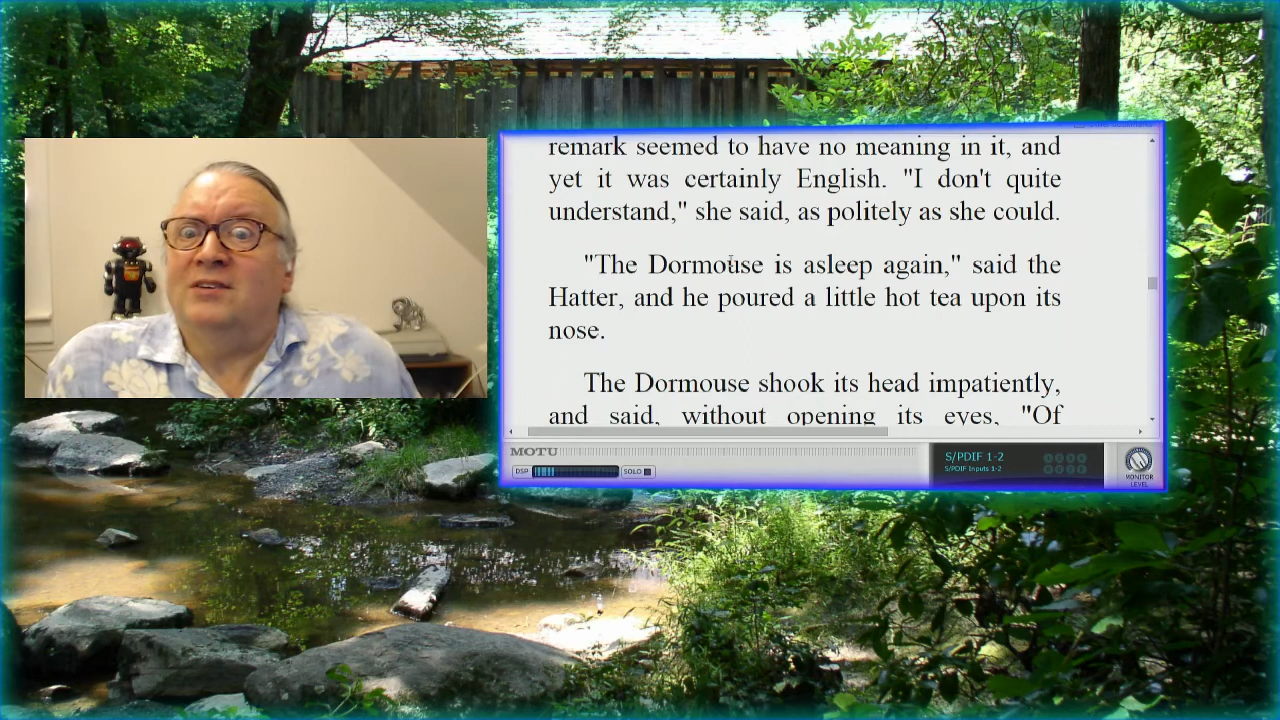 remark seemed to have no meaning in it, and
yet it was certainly English. "I don't quite
understand," she said, as politely as she could.
"The Dormouse is asleep again," said the
Hatter, and he poured a little hot tea upon its
nose.
The Dormouse shook its head impatiently,
and said, without opening its eyes, "Of
MOTU
DSP
SOLO
S/PDIF 1-2
S/PDIF Inputs 1-2
MONITOR
LEVEL